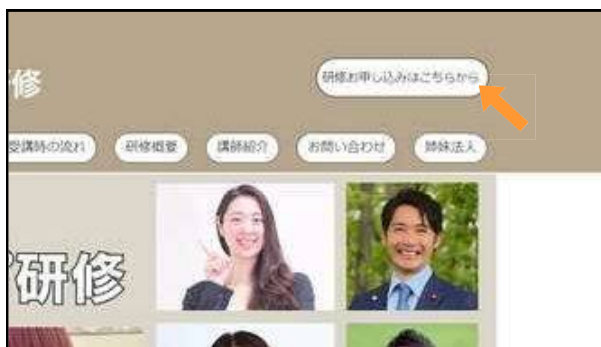 修
研修お申し込みはこちらから
受講時の流れ
研修概要
講師紹介
お問い合わせ
姉妹法人
研修